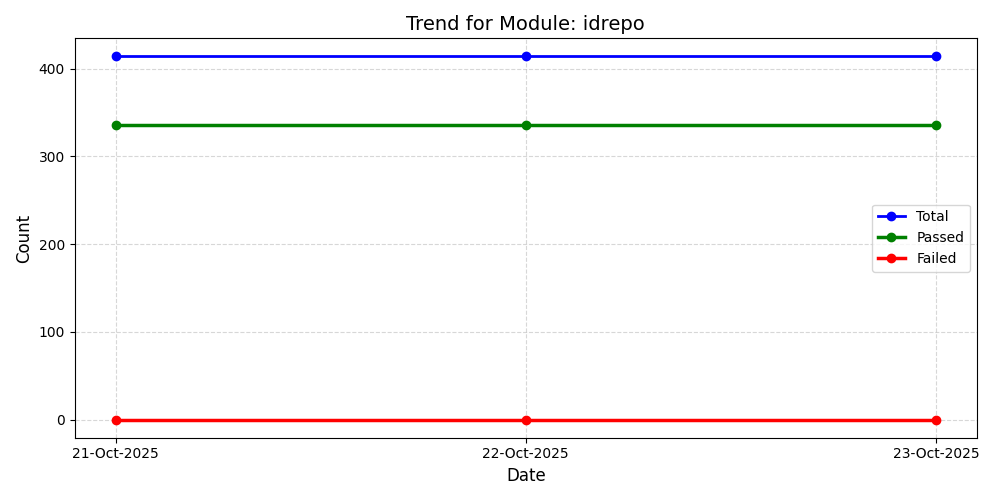 Trend for Module: idrepo
400
300
200
100
0
Count
Total
Passed
Failed
21-Oct-2025
22-Oct-2025
23-Oct-2025
Date